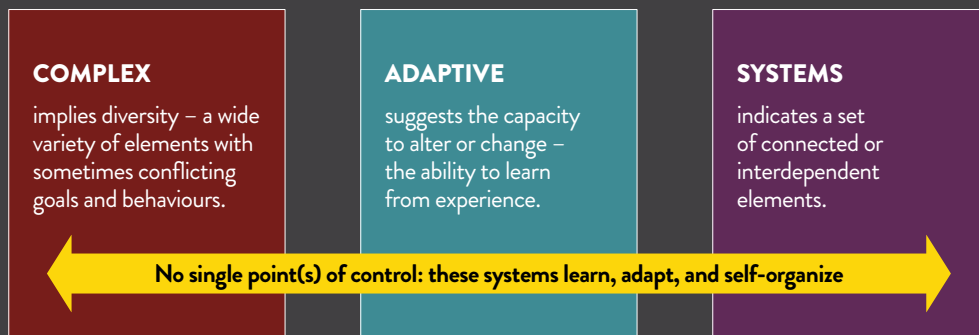 COMPLEX
implies diversity – a wide
variety of elements with
sometimes conflicting
goals and behaviours.
ADAPTIVE
suggests the capacity
to alter or change –
the ability to learn
from experience.
SYSTEMS
indicates a set
of connected or
interdependent
elements.
No single point(s) of control: these systems learn, adapt, and self-organize